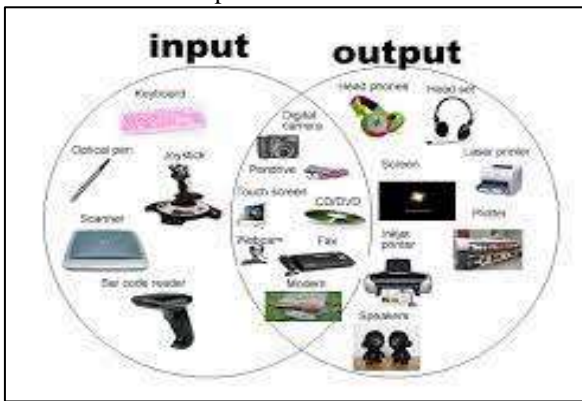 input
output
Keyboard
Optical pen
Joystick
Scanner
Bar code reader
Digital
camera
Pendrive
Touch screen
CD/DVD
Webcam
Fax
Modem
Head phones
Head set
Laser printer
Screen
Plotter
Inkjet
printer
Speakers